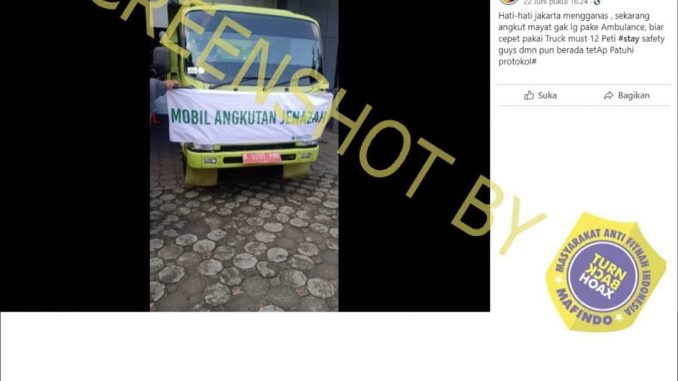 22 Juni pukul 16.24
Hati-hati jakarta mengganas , sekarang
angkut mayat gak lg pake Ambulance, biar
cepet pakai Truck must 12 Peti #stay safety
guys dmn pun berada tetAp Patuhi
protokol#
Suka
Bagikan
SCREENSHOT BY
MOBIL ANGKUTAN JENAZAH
MASYARAKAT ANTI FITNAH INDONESIA
TURN
BACK
HOAX
MAFINDO